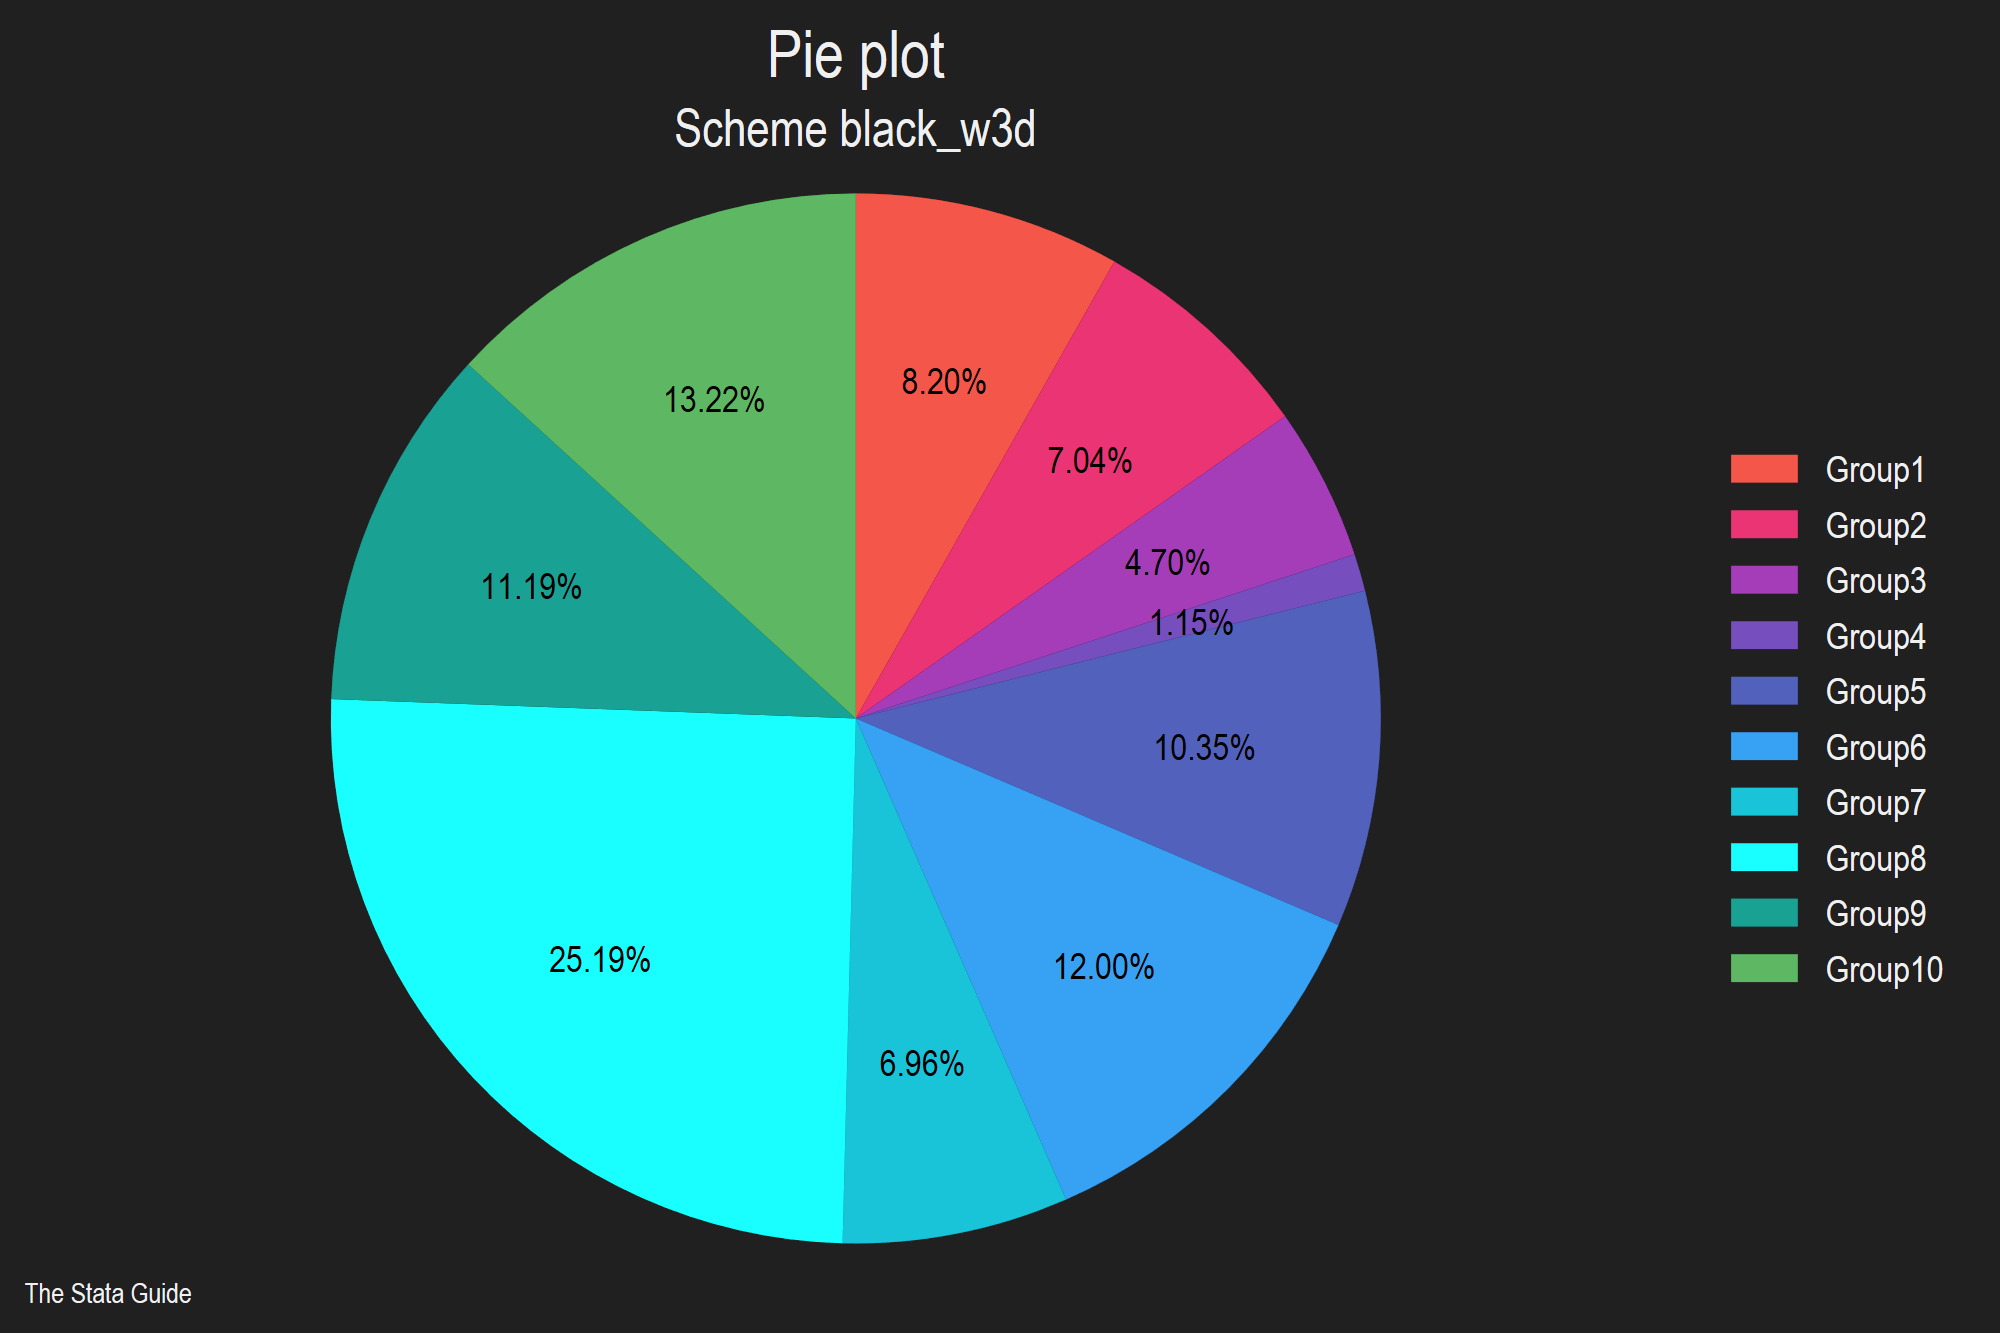 Pie plot
Scheme black_w3d
13.22%
8.20%
7.04%
4.70%
1.15%
11.19%
10.35%
25.19%
12.00%
6.96%
Group1
Group2
Group3
Group4
Group5
Group6
Group7
Group8
Group9
Group10
The Stata Guide